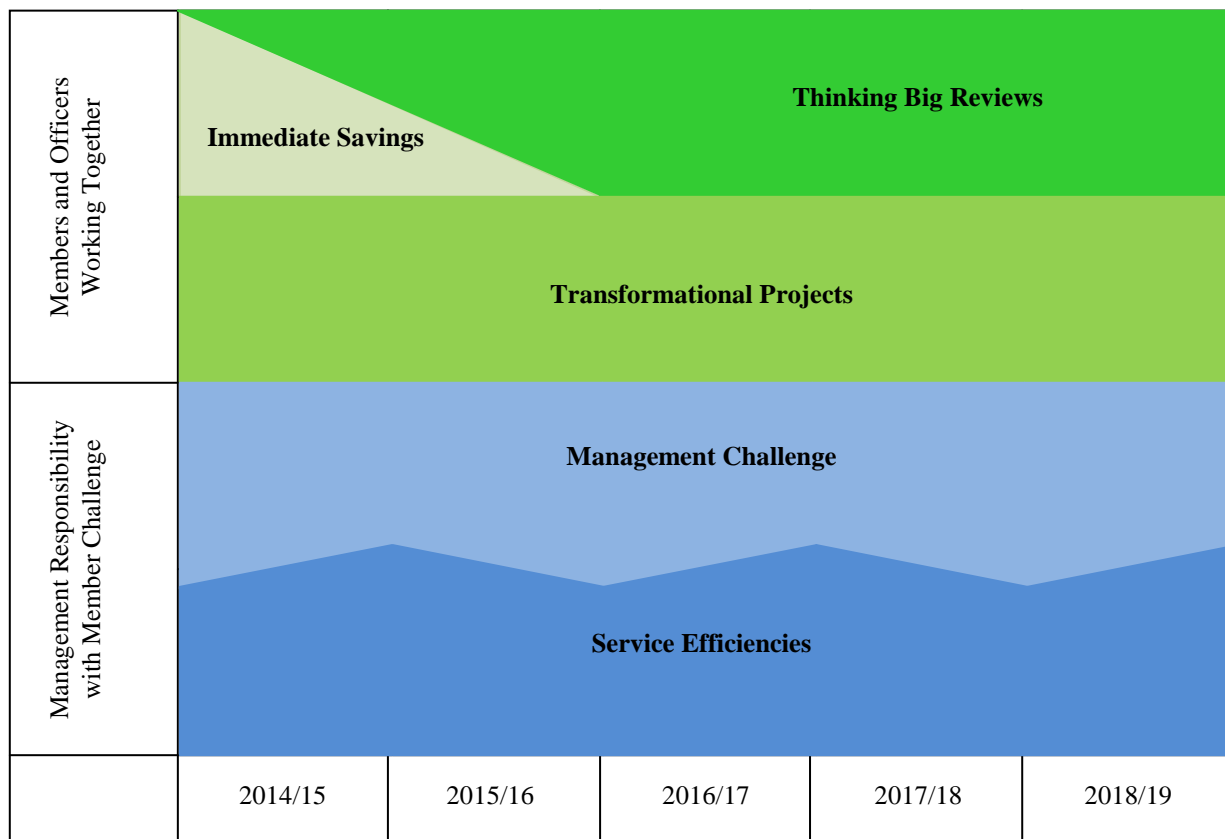 Members and Officers
Working Together
Thinking Big Reviews
Immediate Savings
Transformational Projects
Management Responsibility
with Member Challenge
Management Challenge
Service Efficiencies
2014/15
2015/16
2016/17
2017/18
2018/19